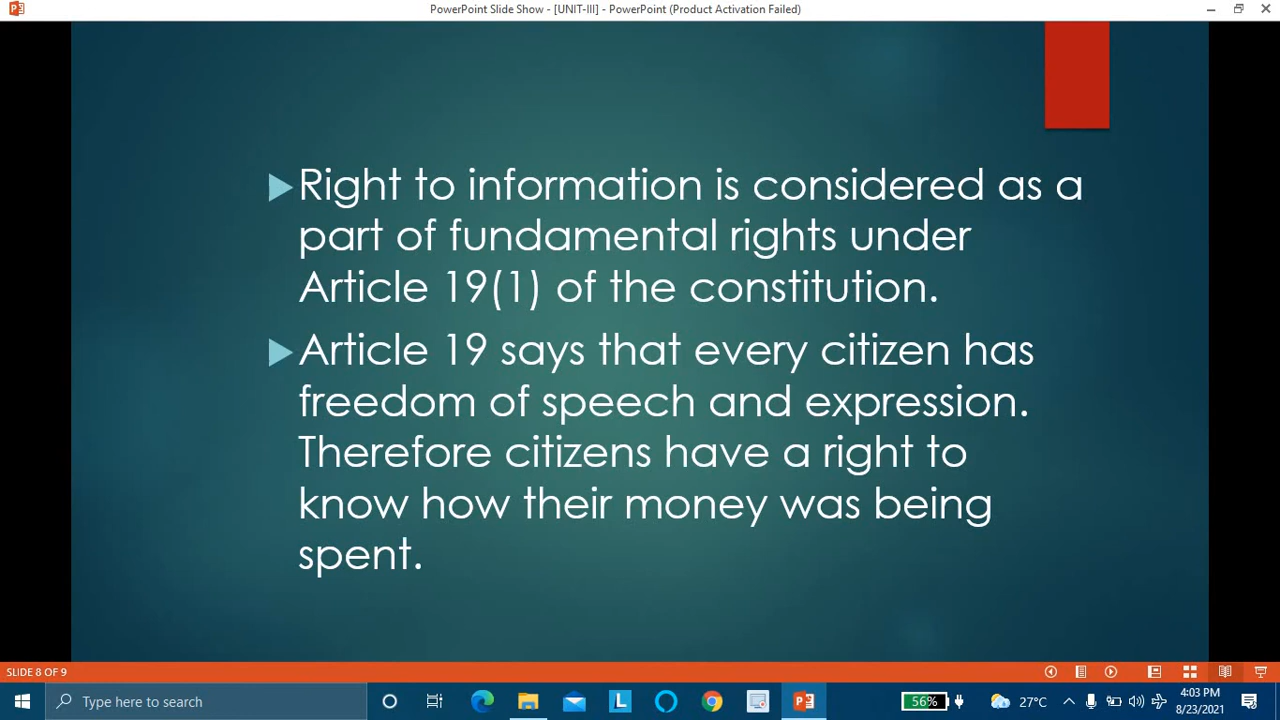 PowerPoint Slide Show - [UNIT-III] - PowerPoint (Product Activation Failed)
Right to information is considered as a
part of fundamental rights under
Article 19(1) of the constitution.
Article 19 says that every citizen has
freedom of speech and expression.
Therefore citizens have a right to
know how their money was being
spent.
SLIDE 8 OF 9
Type here to search
L
56%
27°C
4:03 PM
8/23/2021